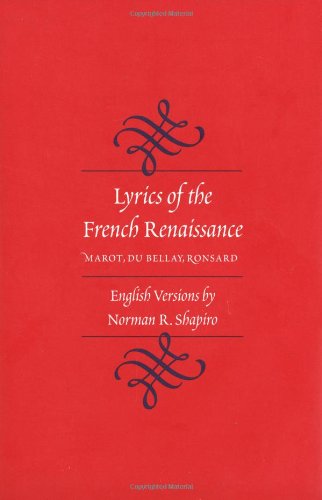 Lyrics of the
French Renaissance
MAROT, DU BELLAY, RONSARD
English Versions by
Norman R. Shapiro